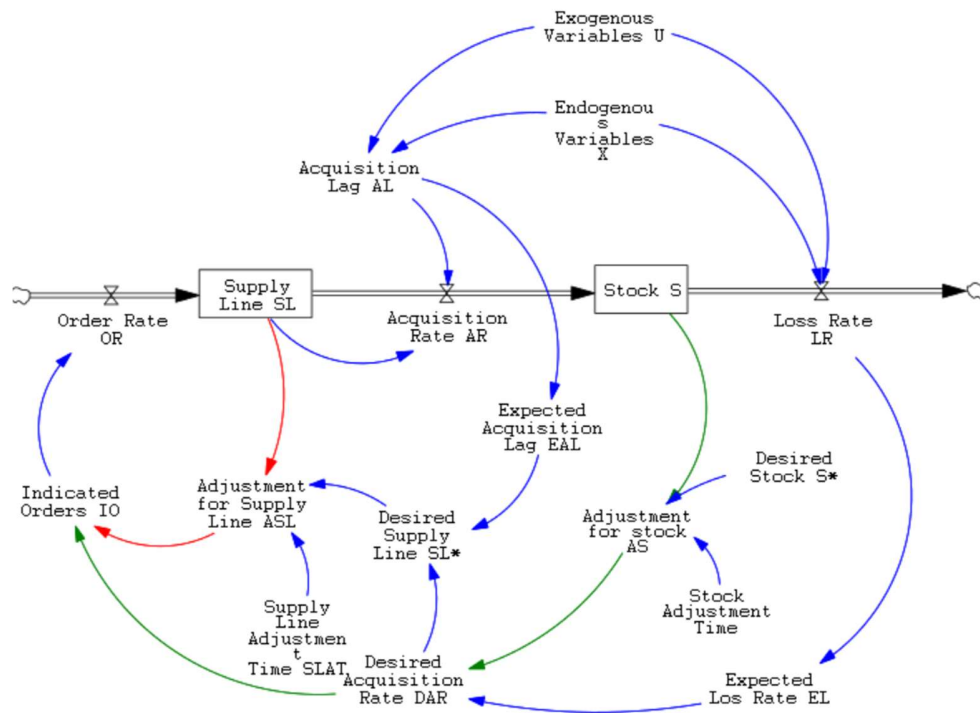 Exogenous
Variables U
Endogenou
s
Variables
X
Acquisition
Lag AL
Supply
Line SL
Stock S
Order Rate
OR
Acquisition
Rate AR
Loss Rate
LR
Expected
Acquisition
Lag EAL
Desired
Stock S*
Indicated
Orders IO
Adjustment
for Supply
Line ASL
Desired
Supply
Line SL*
Adjustment
for stock
AS
Supply
Line
Adjustmen
t
Time SLAT
Stock
Adjustment
Time
Desired
Acquisition
Rate DAR
Expected
Los Rate EL